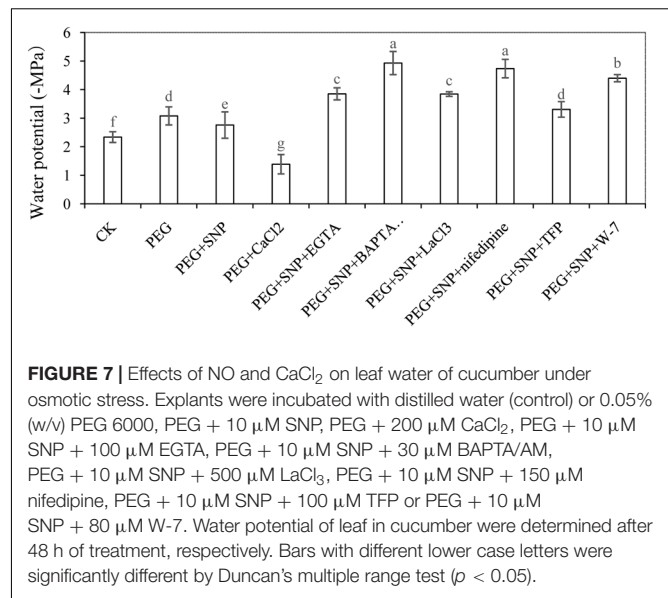 6
5
4
3
2
1
0
Water potential (-MPa)
f
d
e
g
c
a
c
a
d
b
CK
PEG
PEG+SNP
PEG+CaCl2
PEG+SNP+EGTA
PEG+SNP+BAPTA..
PEG+SNP+LaCl3
PEG+SNP+nifedipine
PEG+SNP+TFP
PEG+SNP+W-7
FIGURE 7 | Effects of NO and CaCl₂ on leaf water of cucumber under
osmotic stress. Explants were incubated with distilled water (control) or 0.05%
(w/v) PEG 6000, PEG + 10 μM SNP, PEG + 200 μM CaCl₂, PEG + 10 μM
SNP + 100 μM EGTA, PEG + 10 μM SNP + 30 μM BAPTA/AM,
PEG + 10 μM SNP + 500 μM LaCl₃, PEG + 10 μM SNP + 150 μM
nifedipine, PEG + 10 μM SNP + 100 μM TFP or PEG + 10 μM
SNP + 80 μM W-7. Water potential of leaf in cucumber were determined after
48 h of treatment, respectively. Bars with different lower case letters were
significantly different by Duncan's multiple range test (p < 0.05).